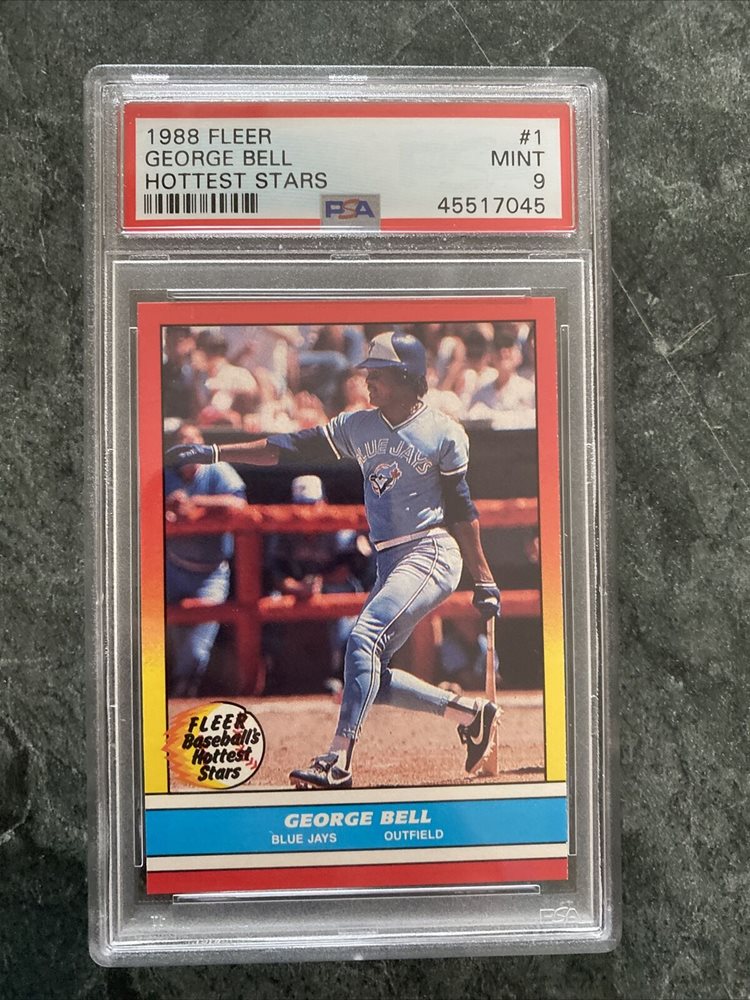 1988 FLEER #1
GEORGE BELL MINT
HOTTEST STARS 9
PSA 45517045
BLUE JAYS
FLEER
Baseball's
Hottest
Stars
GEORGE BELL
BLUE JAYS OUTFIELD
PSA